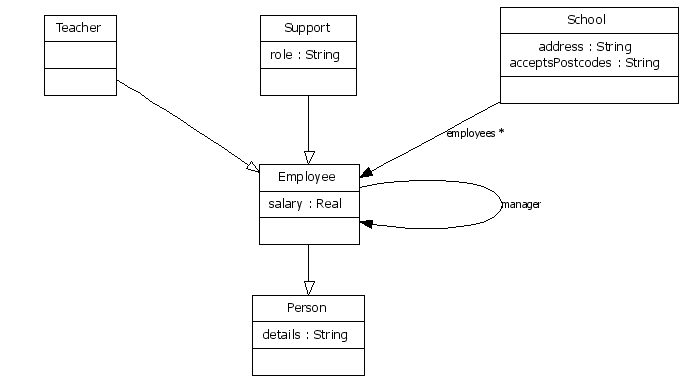 Teacher
Support
role : String
School
address : String
acceptsPostcodes : String
employees *
Employee
salary : Real
manager
Person
details : String